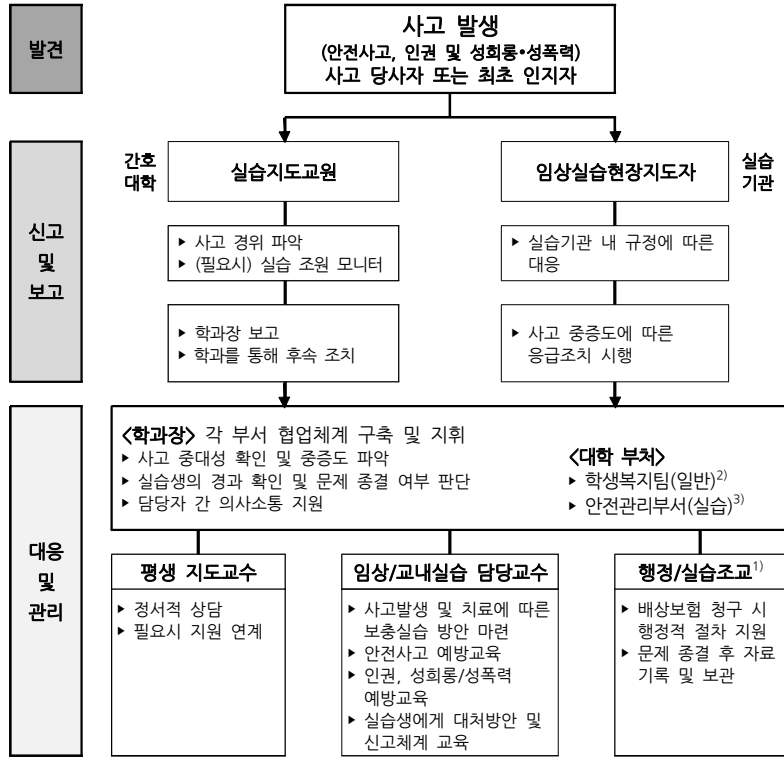 발견
사고 발생
(안전사고, 인권 및 성희롱•성폭력)
사고 당사자 또는 최초 인지자
신고
및
보고
간호
대학
실습지도교원
임상실습현장지도자
실습
기관
▶ 사고 경위 파악
▶ (필요시) 실습 조원 모니터
▶ 실습기관 내 규정에 따른
대응
▶ 학과장 보고
▶ 학과를 통해 후속 조치
▶ 사고 중증도에 따른
응급조치 시행
대응
및
관리
<학과장> 각 부서 협업체계 구축 및 지휘
▶ 사고 중대성 확인 및 중증도 파악
▶ 실습생의 경과 확인 및 문제 종결 여부 판단
▶ 담당자 간 의사소통 지원
<대학 부처>
▶ 학생복지팀(일반)2)
▶ 안전관리부서(실습)3)
평생 지도교수
▶ 정서적 상담
▶ 필요시 지원 연계
임상/교내실습 담당교수
▶ 사고발생 및 치료에 따른
보충실습 방안 마련
▶ 안전사고 예방교육
▶ 인권, 성희롱/성폭력
예방교육
▶ 실습생에게 대처방안 및
신고체계 교육
행정/실습조교1)
▶ 배상보험 청구 시
행정적 절차 지원
▶ 문제 종결 후 자료
기록 및 보관